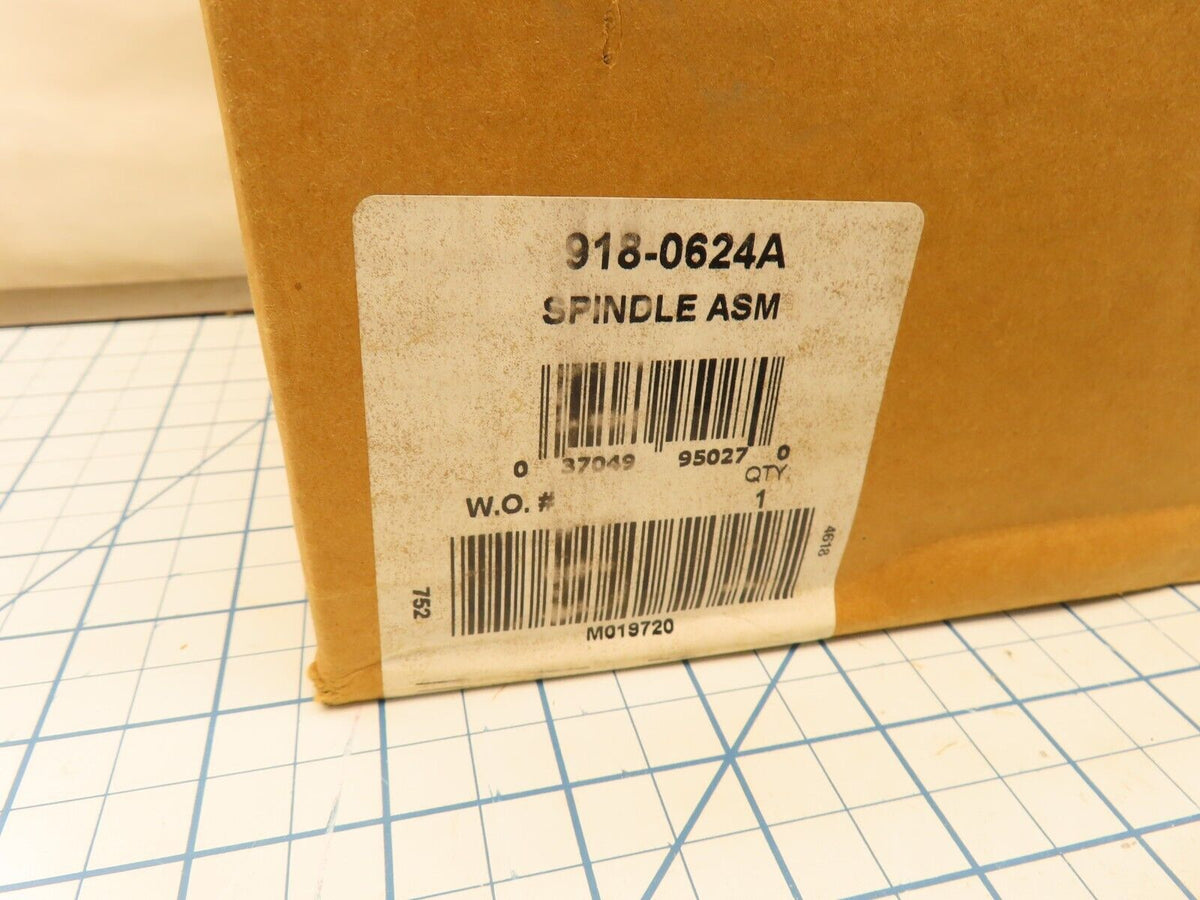 918-0624A
SPINDLE ASM
0 37049 95027 0
QTY.
W.O. # 1
4618
752
M019720